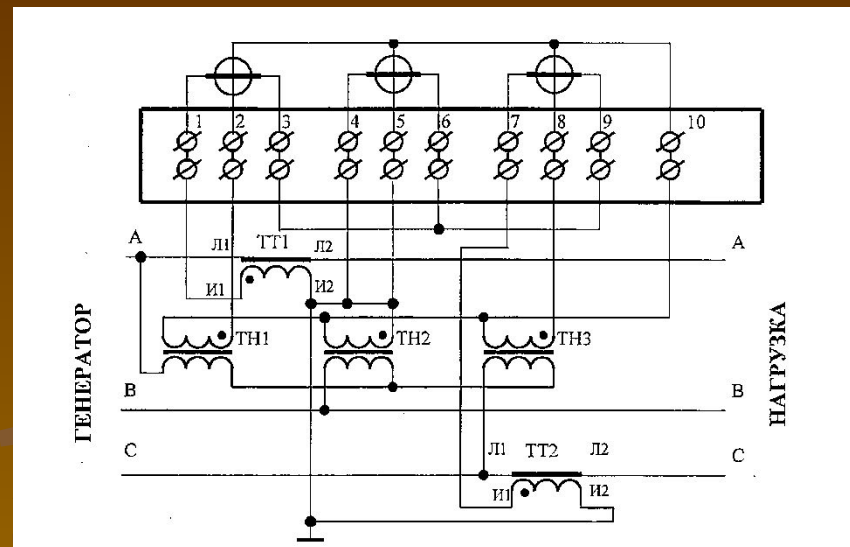 1 2 3 4 5 6 7 8 9 10
А Л1 ТТ1 Л2 А
И1 И2
ТН1 ТН2 ТН3
ГЕНЕРАТОР
НАГРУЗКА
В В
С Л1 ТТ2 Л2 С
И1 И2